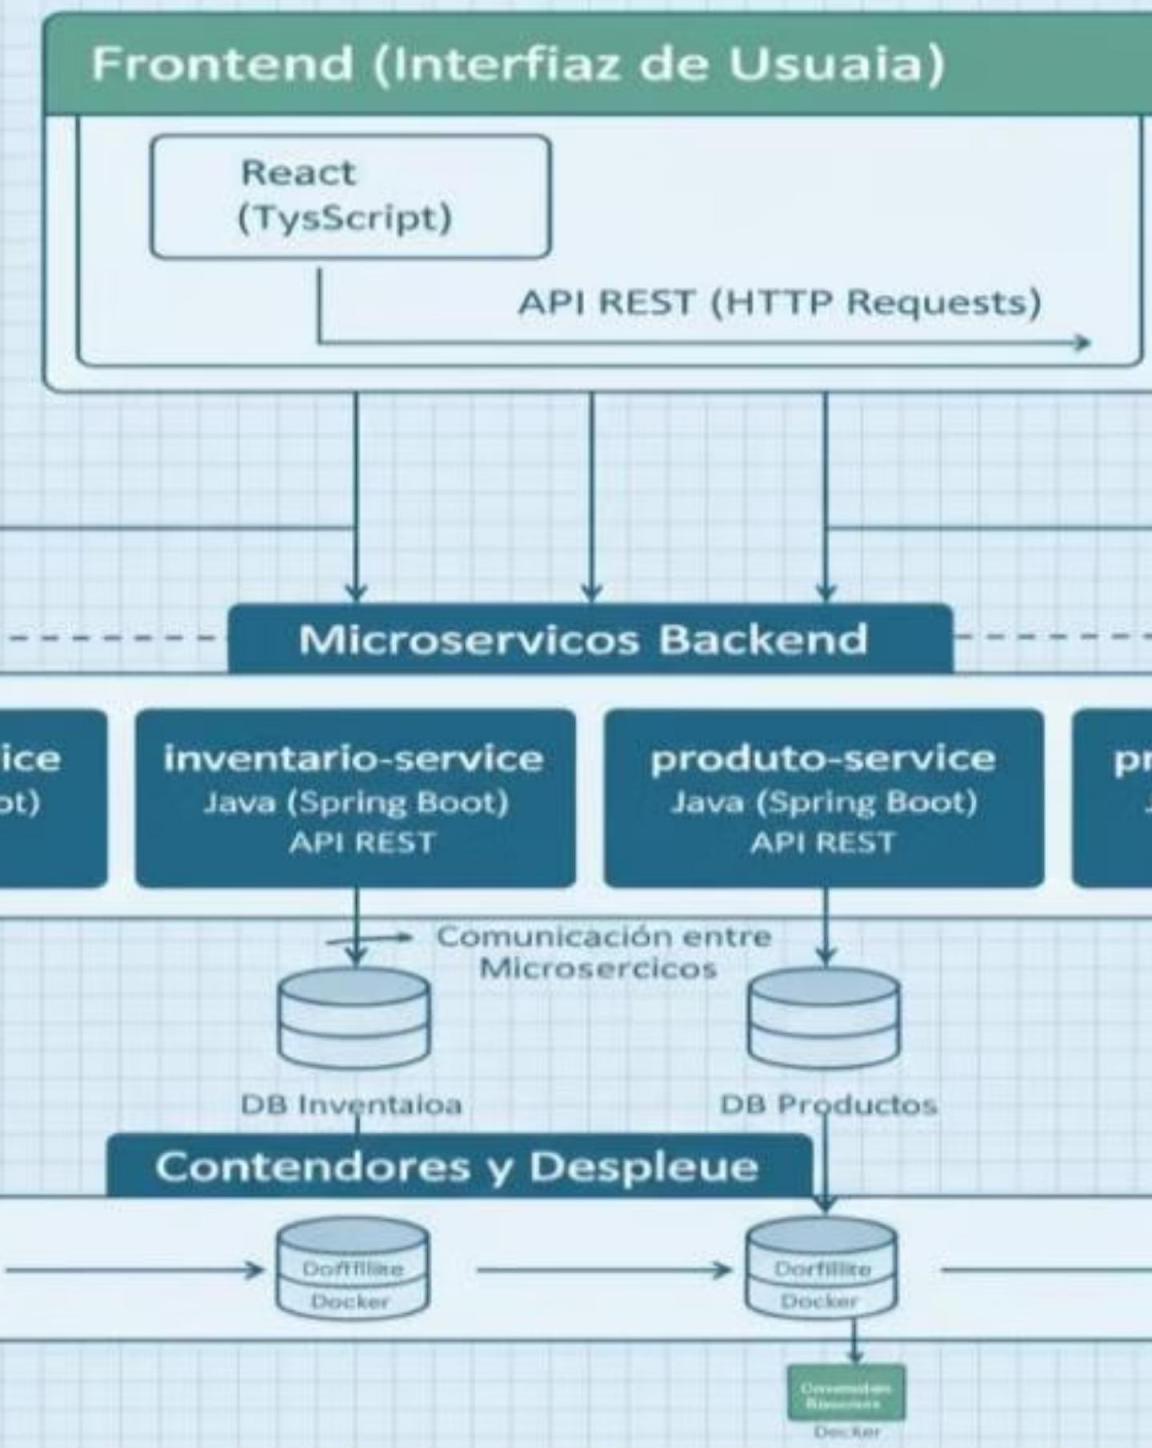 Frontend (Interfiaz de Usuaia)
React
(TysScript)
API REST (HTTP Requests)
Microservicos Backend
ice
ot)
inventario-service
Java (Spring Boot)
API REST
produto-service
Java (Spring Boot)
API REST
pr
Comunicación entre
Microsercicos
DB Inventaioa
DB Productos
Contendores y Despleue
Docker
Dorfillite
Docker
Docker